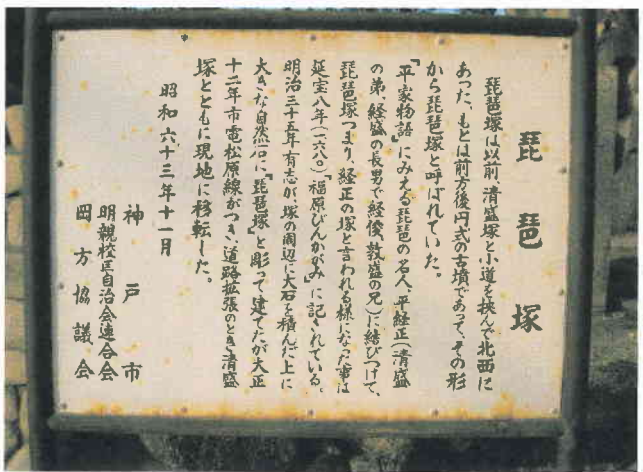 琵琶塚
琵琶塚は以前、清盛塚と小道を挟んで北西に
あった、もとは前方後円式の古墳であって、その形
から琵琶塚と呼ばれていた。
『平家物語』にみえる琵琶の名人、平経正(清盛
の弟、経盛の長男で経俊、敦盛の兄)に結びつけて、
琵琶塚つまり、経正の塚と言われる様になった事は
延宝八年(一六八〇)『福原びんかがみ』に記されている。
明治三十五年有志が、塚の周辺に大石を積んだ上に
大きな自然石に『琵琶塚』と彫って建てたが大正
十二年市電松原線がつき、道路拡張のとき清盛
塚とともに現地に移転した。
昭和六十三年十一月
神戸市
明親校区自治会連合会
岡方協議会